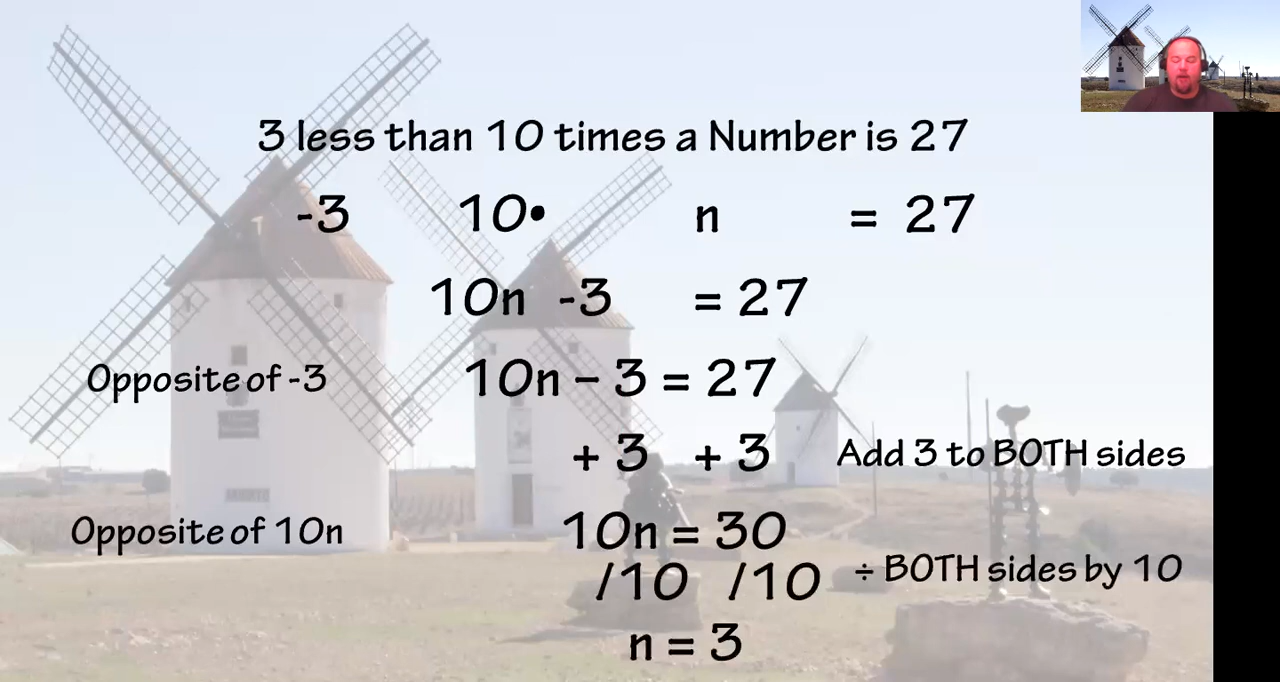 3 less than 10 times a Number is 27
-3 10• n = 27
10n -3 = 27
Opposite of -3 10n – 3 = 27
+ 3 + 3 Add 3 to BOTH sides
Opposite of 10n 10n = 30
/10 /10 ÷ BOTH sides by 10
n = 3